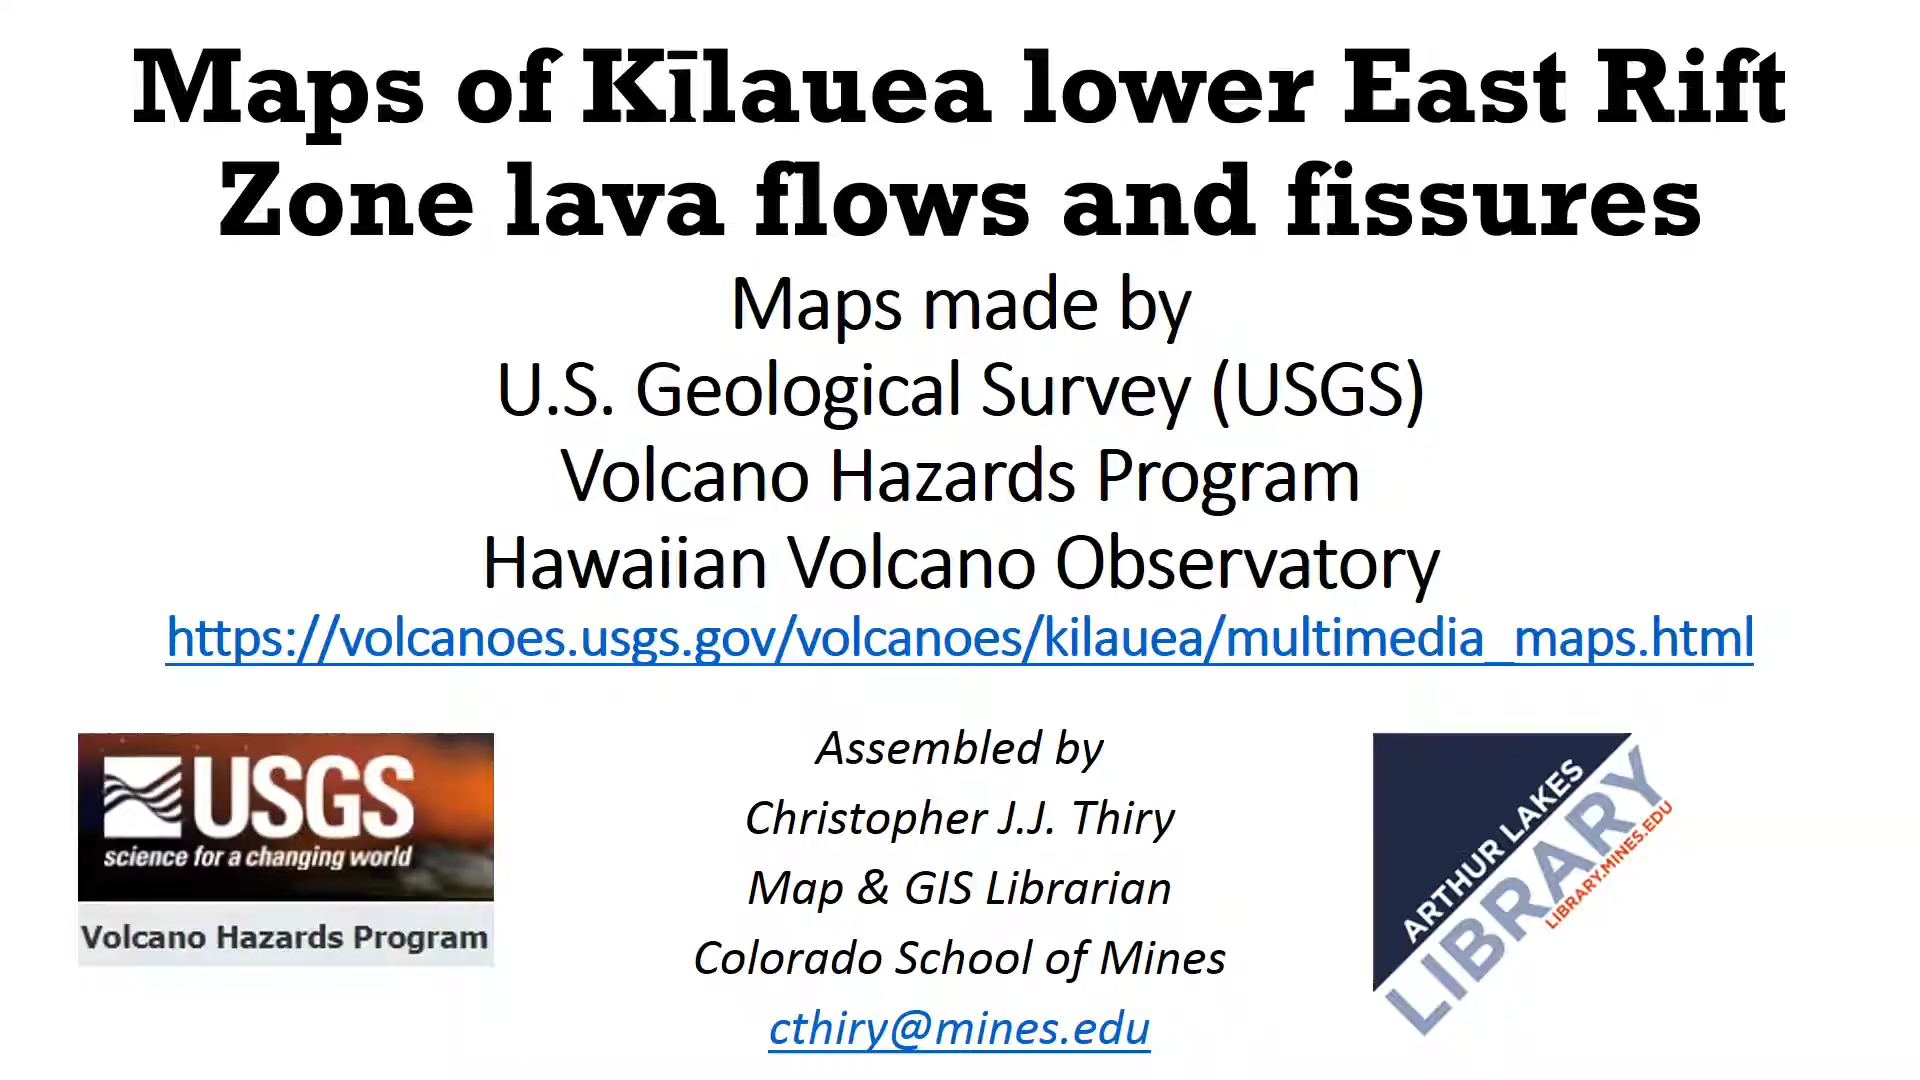 Maps of Kīlauea lower East Rift
Zone lava flows and fissures
Maps made by
U.S. Geological Survey (USGS)
Volcano Hazards Program
Hawaiian Volcano Observatory
https://volcanoes.usgs.gov/volcanoes/kilauea/multimedia_maps.html
USGS
science for a changing world
Volcano Hazards Program
Assembled by
Christopher J.J. Thiry
Map & GIS Librarian
Colorado School of Mines
cthiry@mines.edu
ARTHUR LAKES
LIBRARY
LIBRARY.MINES.EDU